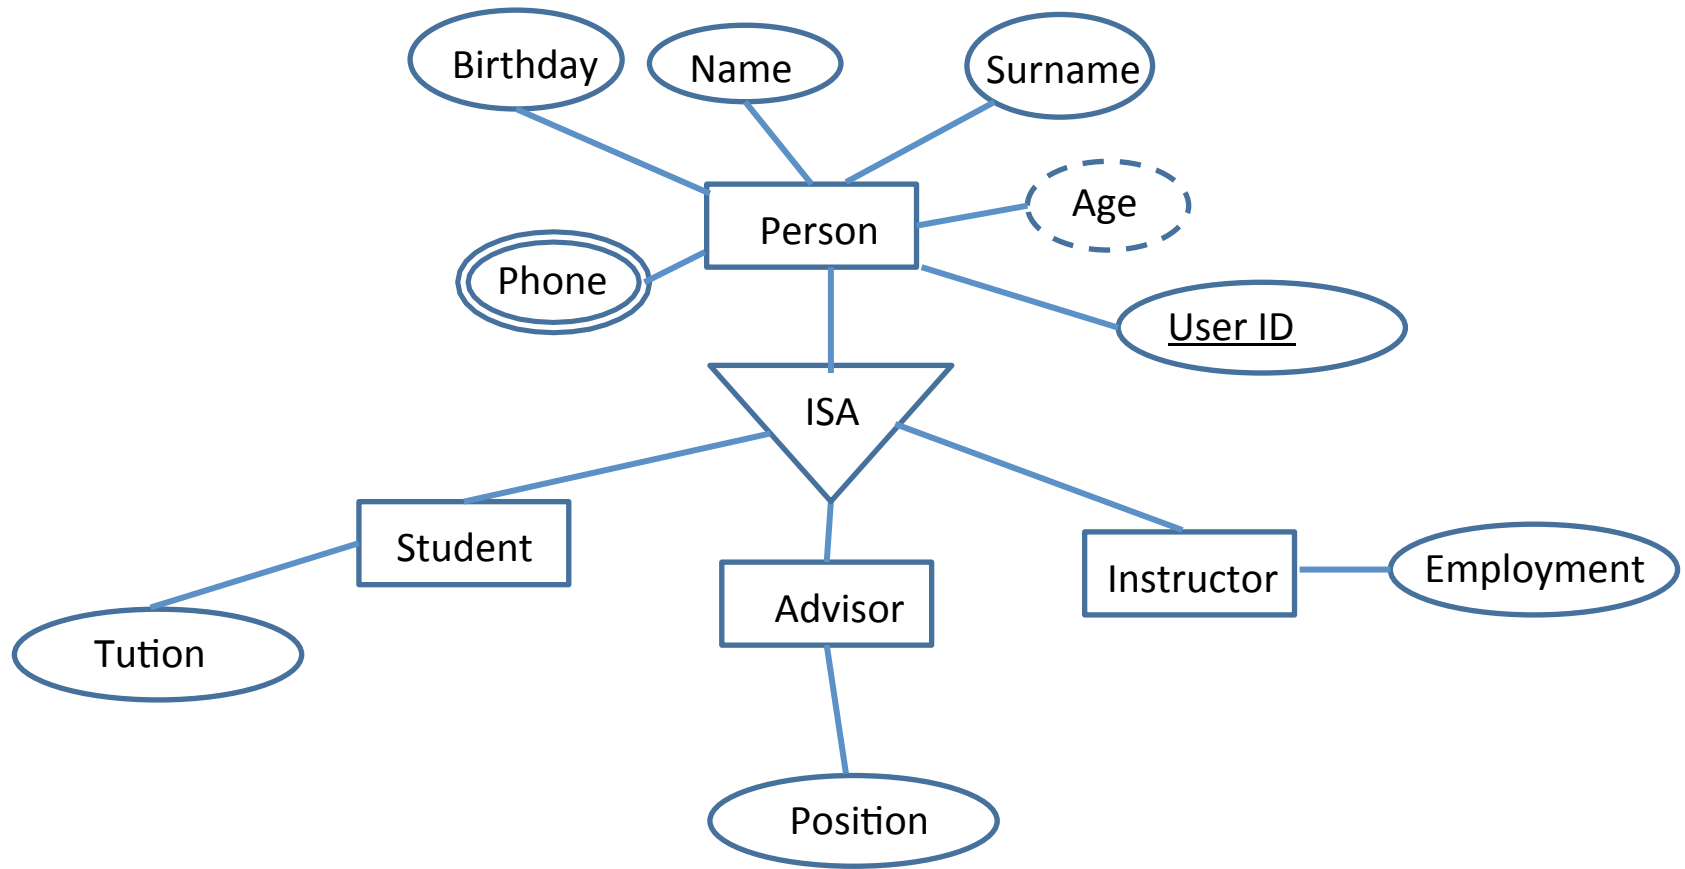 Birthday
Name
Surname
Age
Person
Phone
User ID
ISA
Student
Advisor
Instructor
Employment
Tution
Position